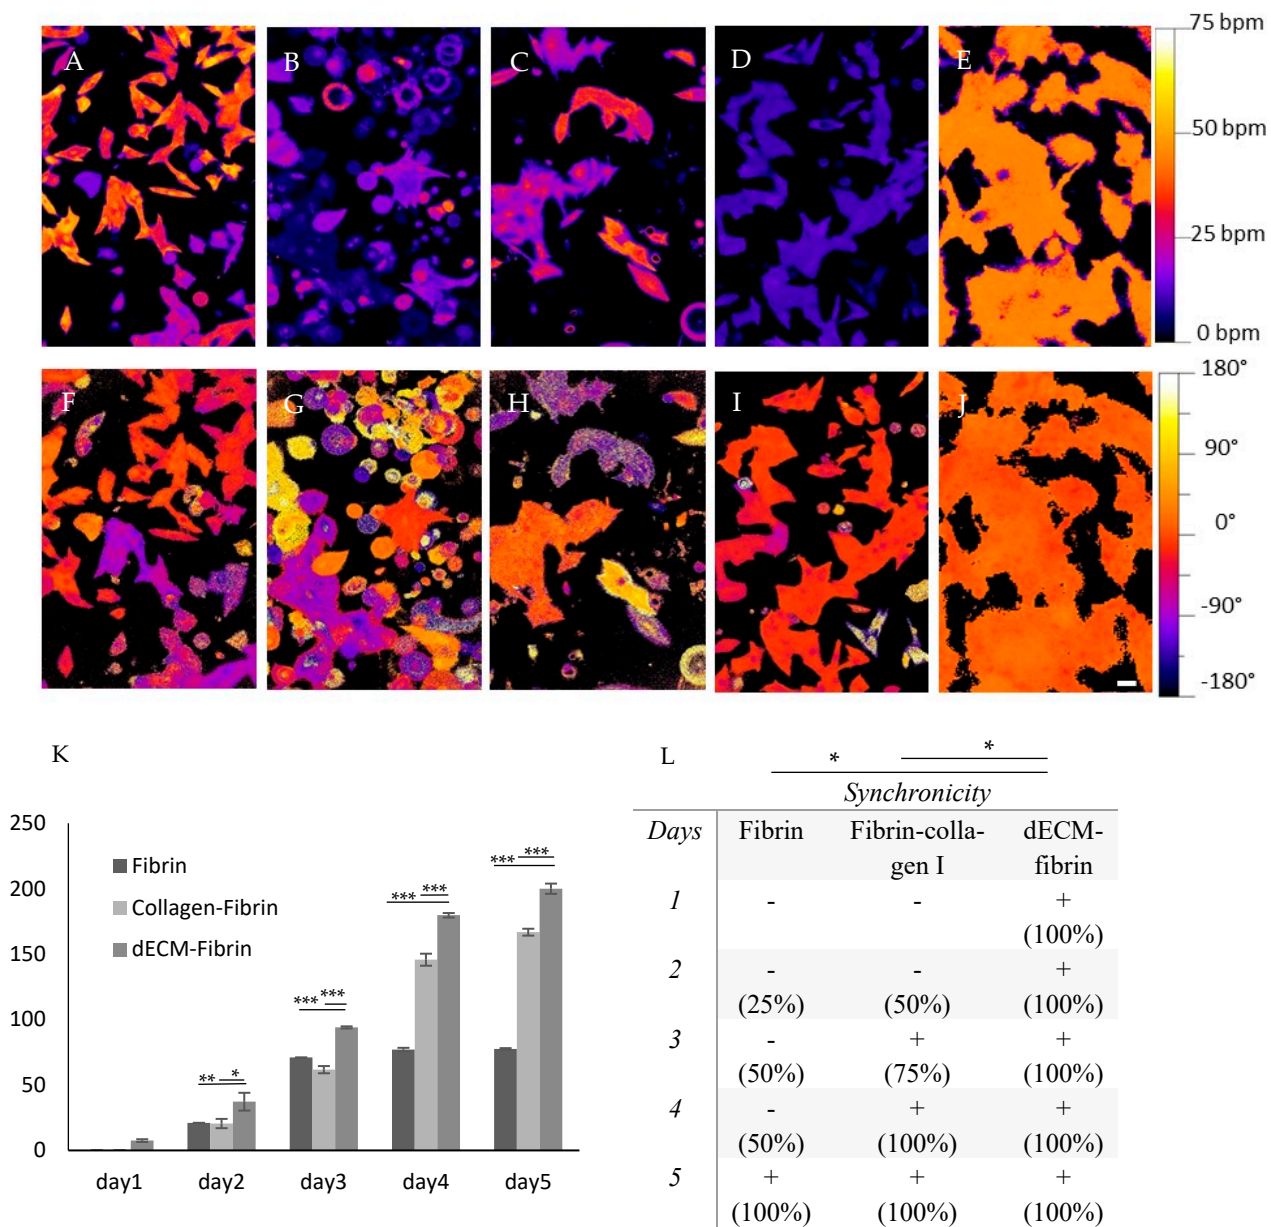 A
B
C
D
E
75 bpm
50 bpm
25 bpm
0 bpm
F
G
H
I
J
180°
90°
0°
-90°
-180°
K
250
200
150
100
50
0
Fibrin
Collagen-Fibrin
dECM-Fibrin
** *
*** ***
*** ***
*** ***
day1 day2 day3 day4 day5
L
* *
Synchronicity
Days Fibrin Fibrin-colla- dECM-
gen I fibrin
1 - - +
(100%)
2 - - +
(25%) (50%) (100%)
3 - + +
(50%) (75%) (100%)
4 - + +
(50%) (100%) (100%)
5 + + +
(100%) (100%) (100%)